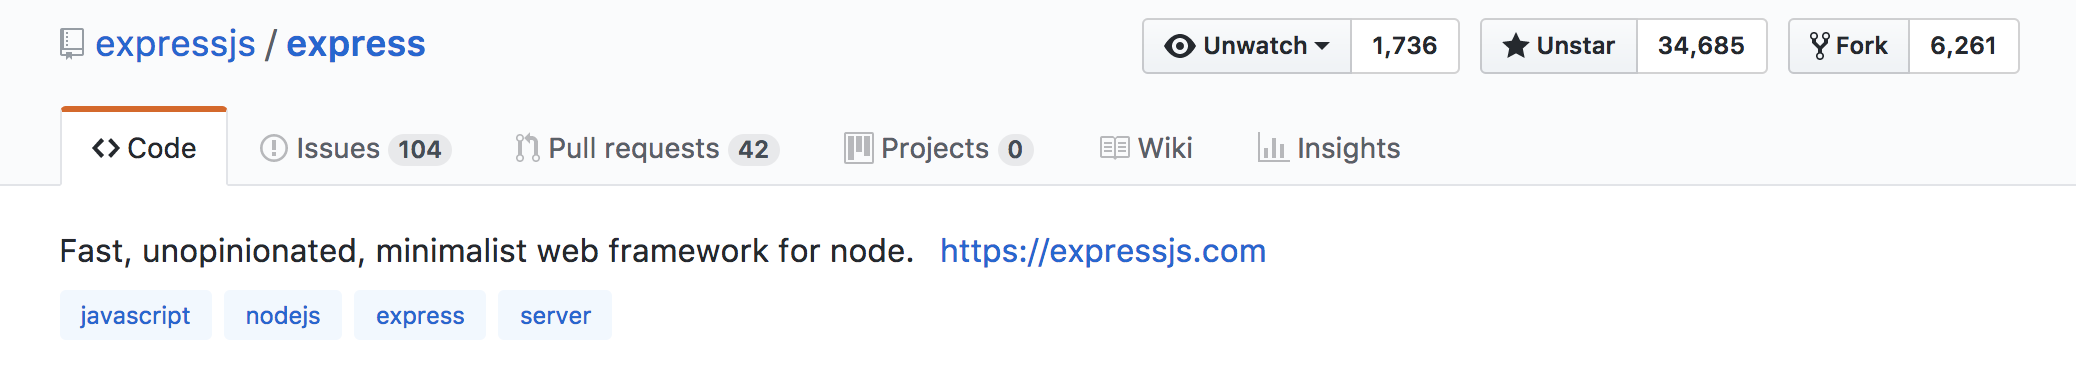 expressjs / express Unwatch 1,736 Unstar 34,685 Fork 6,261
Code Issues 104 Pull requests 42 Projects 0 Wiki Insights
Fast, unopinionated, minimalist web framework for node. https://expressjs.com
javascript nodejs express server